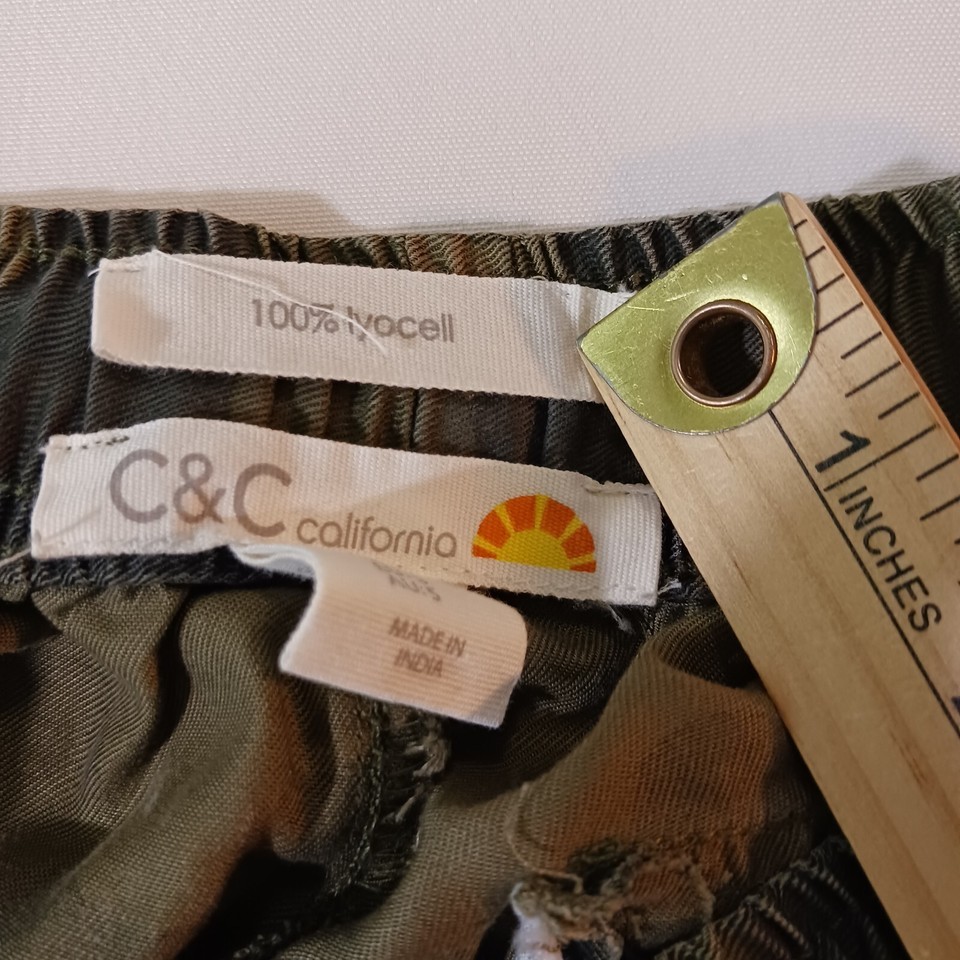 100% lyocell
C&C california
MADE IN
INDIA
1
INCHES